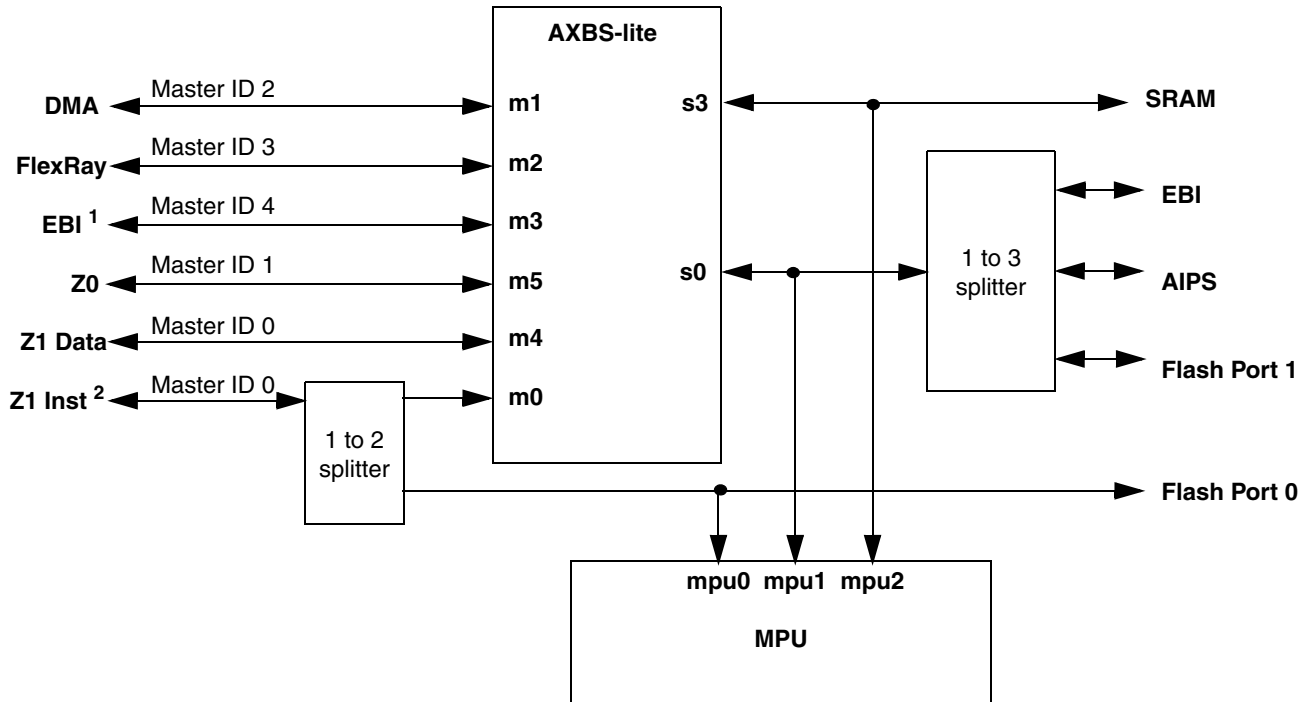 AXBS-lite
DMA
Master ID 2
m1
s3
SRAM
FlexRay
Master ID 3
m2
EBI 1
Master ID 4
m3
EBI
Z0
Master ID 1
m5
s0
1 to 3
splitter
AIPS
Z1 Data
Master ID 0
m4
Flash Port 1
Z1 Inst 2
Master ID 0
m0
1 to 2
splitter
Flash Port 0
mpu0
mpu1
mpu2
MPU